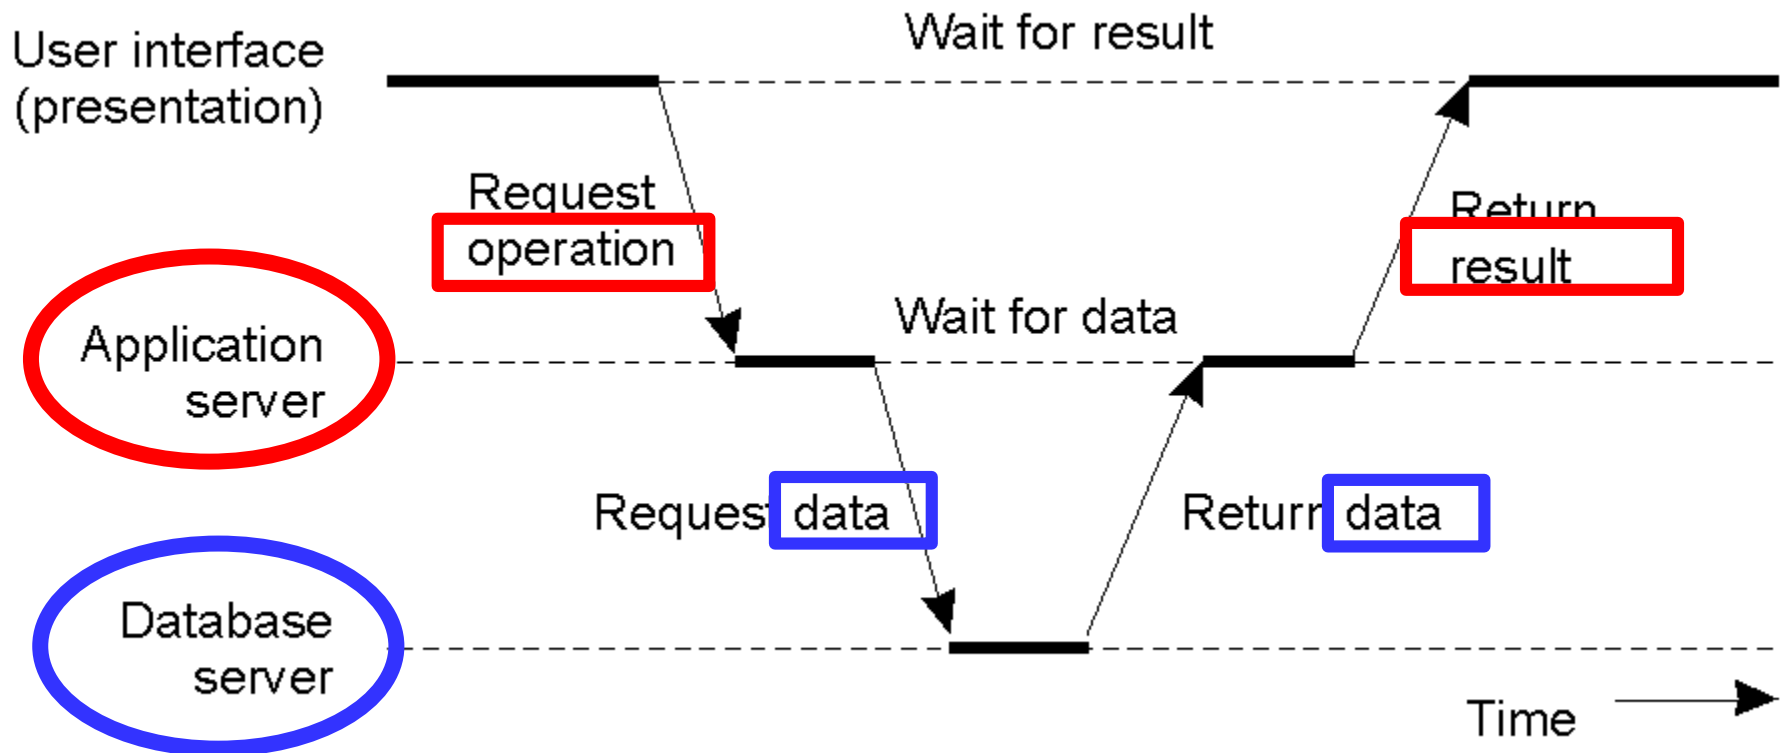 User interface
(presentation)
Wait for result
Request
operation
Return
result
Application
server
Wait for data
Request data
Return data
Database
server
Time